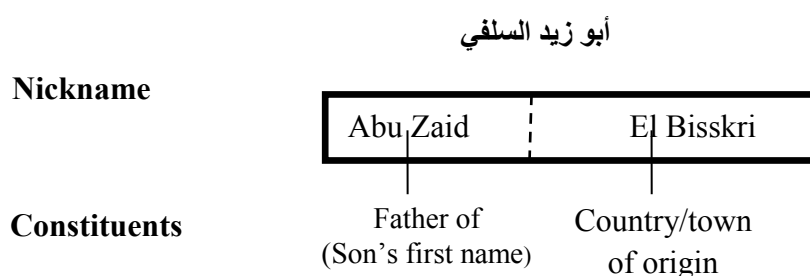 أبو زيد السلفي
Nickname
Abu Zaid El Bisskri
Constituents
Father of
(Son's first name)
Country/town
of origin